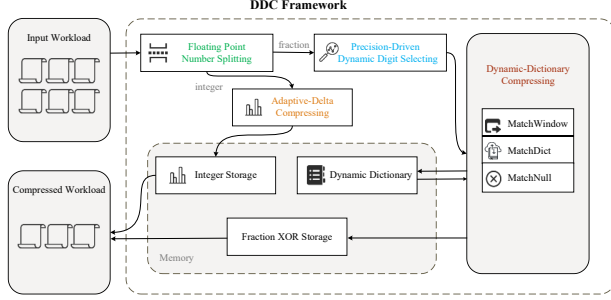 DDC Framework
Input Workload
Floating Point
Number Splitting
fraction
Precision-Driven
Dynamic Digit Selecting
integer
Adaptive-Delta
Compressing
Dynamic-Dictionary
Compressing
MatchWindow
MatchDict
MatchNull
Integer Storage
Dynamic Dictionary
Compressed Workload
Fraction XOR Storage
Memory